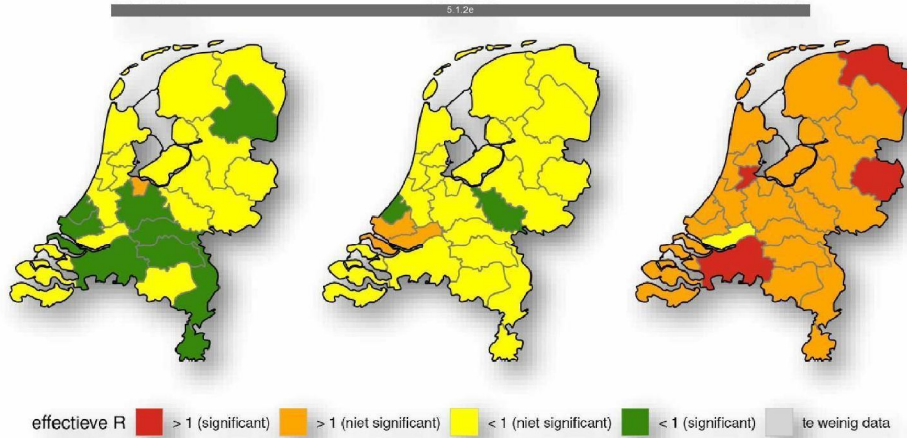 5.1.2e
effectieve R > 1 (significant) > 1 (niet significant) < 1 (niet significant) < 1 (significant) te weinig data